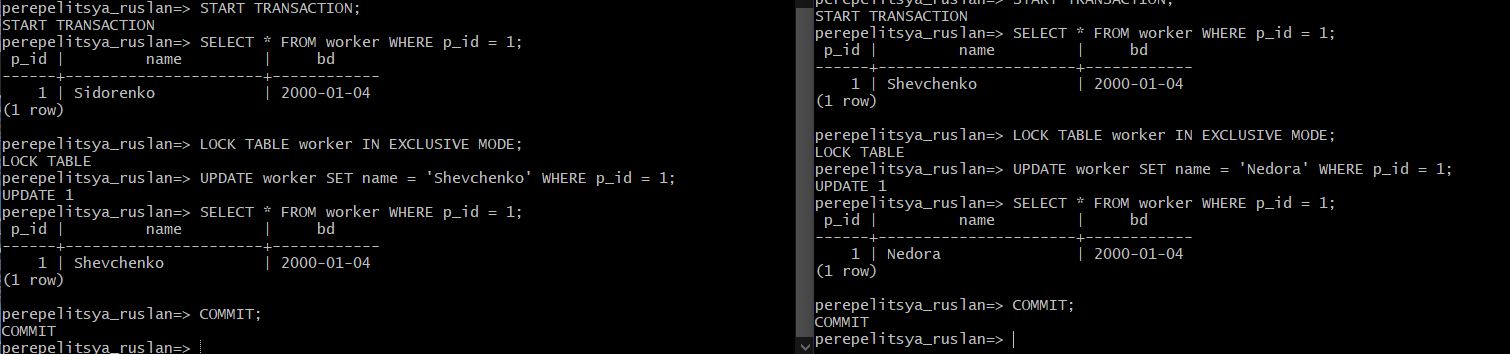 perepelitsya_ruslan=> START TRANSACTION;
START TRANSACTION
perepelitsya_ruslan=> SELECT * FROM worker WHERE p_id = 1;
 p_id |         name         |     bd
------+----------------------+------------
    1 | Sidorenko            | 2000-01-04
(1 row)

perepelitsya_ruslan=> LOCK TABLE worker IN EXCLUSIVE MODE;
LOCK TABLE
perepelitsya_ruslan=> UPDATE worker SET name = 'Shevchenko' WHERE p_id = 1;
UPDATE 1
perepelitsya_ruslan=> SELECT * FROM worker WHERE p_id = 1;
 p_id |         name         |     bd
------+----------------------+------------
    1 | Shevchenko           | 2000-01-04
(1 row)

perepelitsya_ruslan=> COMMIT;
COMMIT
perepelitsya_ruslan=>
perepelitsya_ruslan=> START TRANSACTION;
START TRANSACTION
perepelitsya_ruslan=> SELECT * FROM worker WHERE p_id = 1;
 p_id |         name         |     bd
------+----------------------+------------
    1 | Shevchenko           | 2000-01-04
(1 row)

perepelitsya_ruslan=> LOCK TABLE worker IN EXCLUSIVE MODE;
LOCK TABLE
perepelitsya_ruslan=> UPDATE worker SET name = 'Nedora' WHERE p_id = 1;
UPDATE 1
perepelitsya_ruslan=> SELECT * FROM worker WHERE p_id = 1;
 p_id |         name         |     bd
------+----------------------+------------
    1 | Nedora               | 2000-01-04
(1 row)

perepelitsya_ruslan=> COMMIT;
COMMIT
perepelitsya_ruslan=>